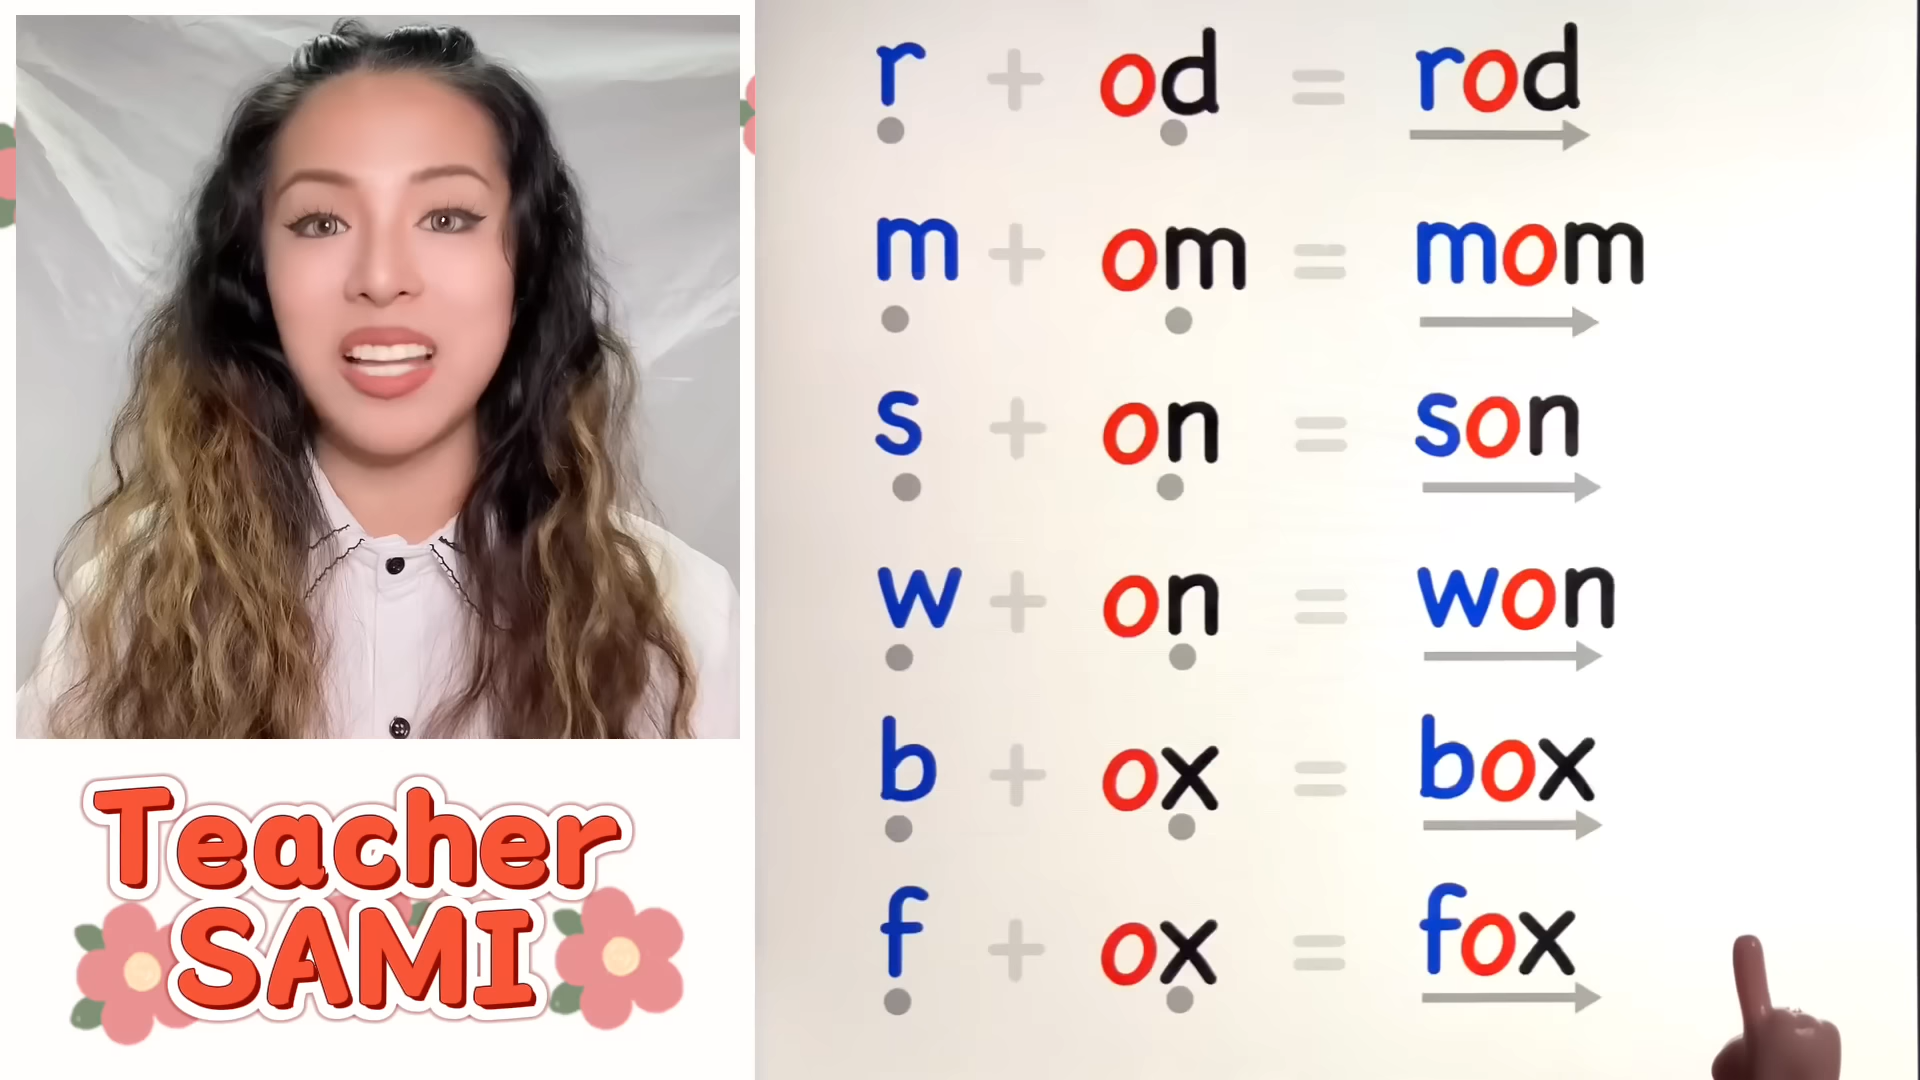 Teacher
SAMI
r + od = rod
m + om = mom
s + on = son
w + on = won
b + ox = box
f + ox = fox